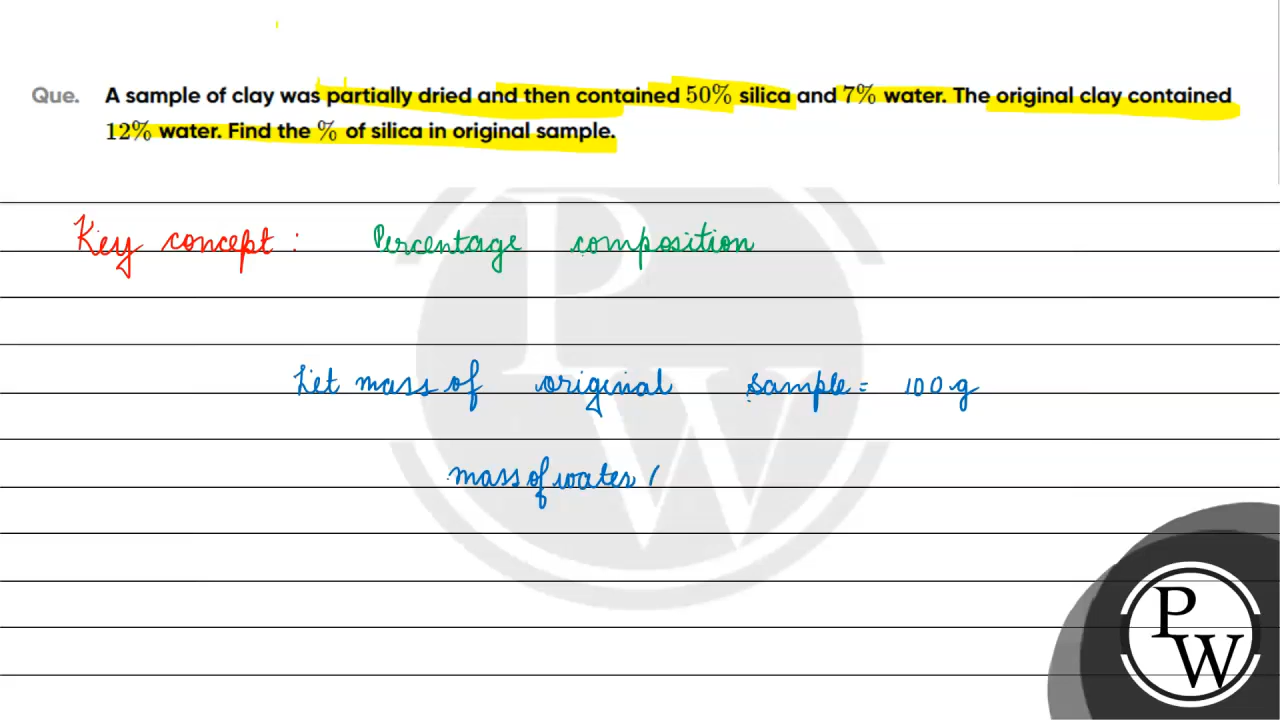 Que. A sample of clay was partially dried and then contained 50% silica and 7% water. The original clay contained
12% water. Find the % of silica in original sample.
Key concept : Percentage composition
Let mass of original sample = 100 g
mass of water (
PW
PW